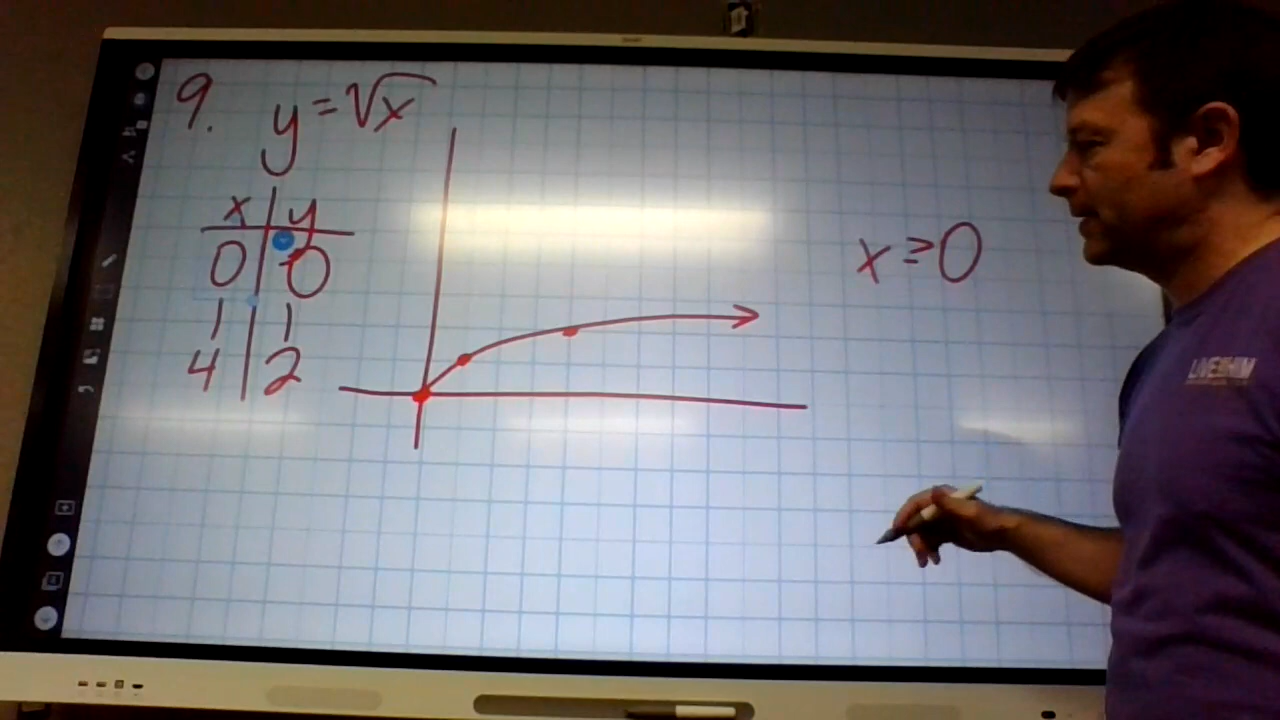 9. y = √x
x y
0 0
1 1
4 2
x ≥ 0